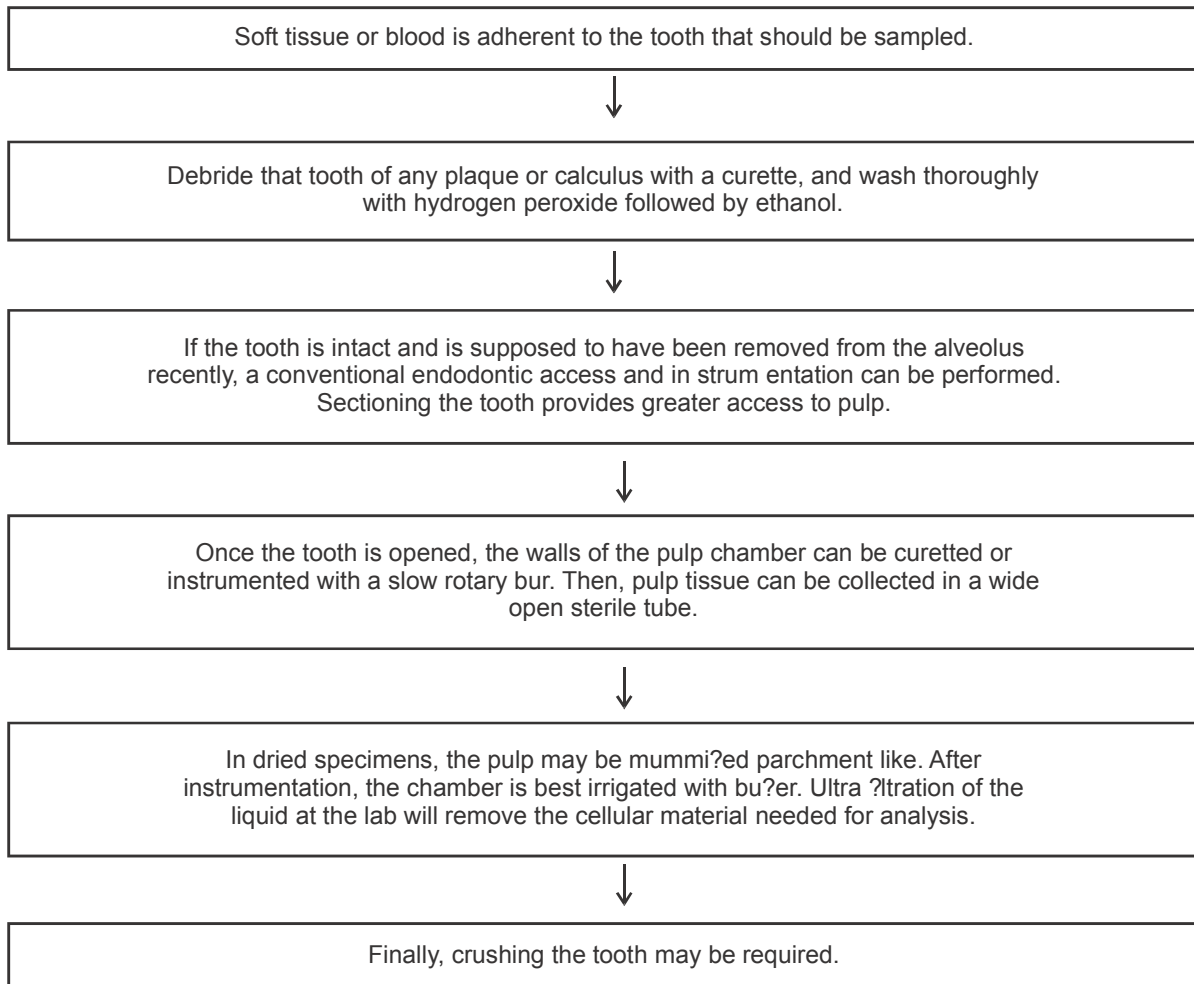 Soft tissue or blood is adherent to the tooth that should be sampled.
Debride that tooth of any plaque or calculus with a curette, and wash thoroughly
with hydrogen peroxide followed by ethanol.
If the tooth is intact and is supposed to have been removed from the alveolus
recently, a conventional endodontic access and in strum entation can be performed.
Sectioning the tooth provides greater access to pulp.
Once the tooth is opened, the walls of the pulp chamber can be curetted or
instrumented with a slow rotary bur. Then, pulp tissue can be collected in a wide
open sterile tube.
In dried specimens, the pulp may be mummi?ed parchment like. After
instrumentation, the chamber is best irrigated with bu?er. Ultra ?ltration of the
liquid at the lab will remove the cellular material needed for analysis.
Finally, crushing the tooth may be required.